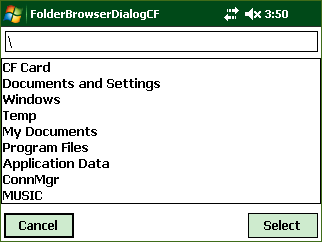 FolderBrowserDialogCF 3:50
\
CF Card
Documents and Settings
Windows
Temp
My Documents
Program Files
Application Data
ConnMgr
MUSIC
Cancel Select